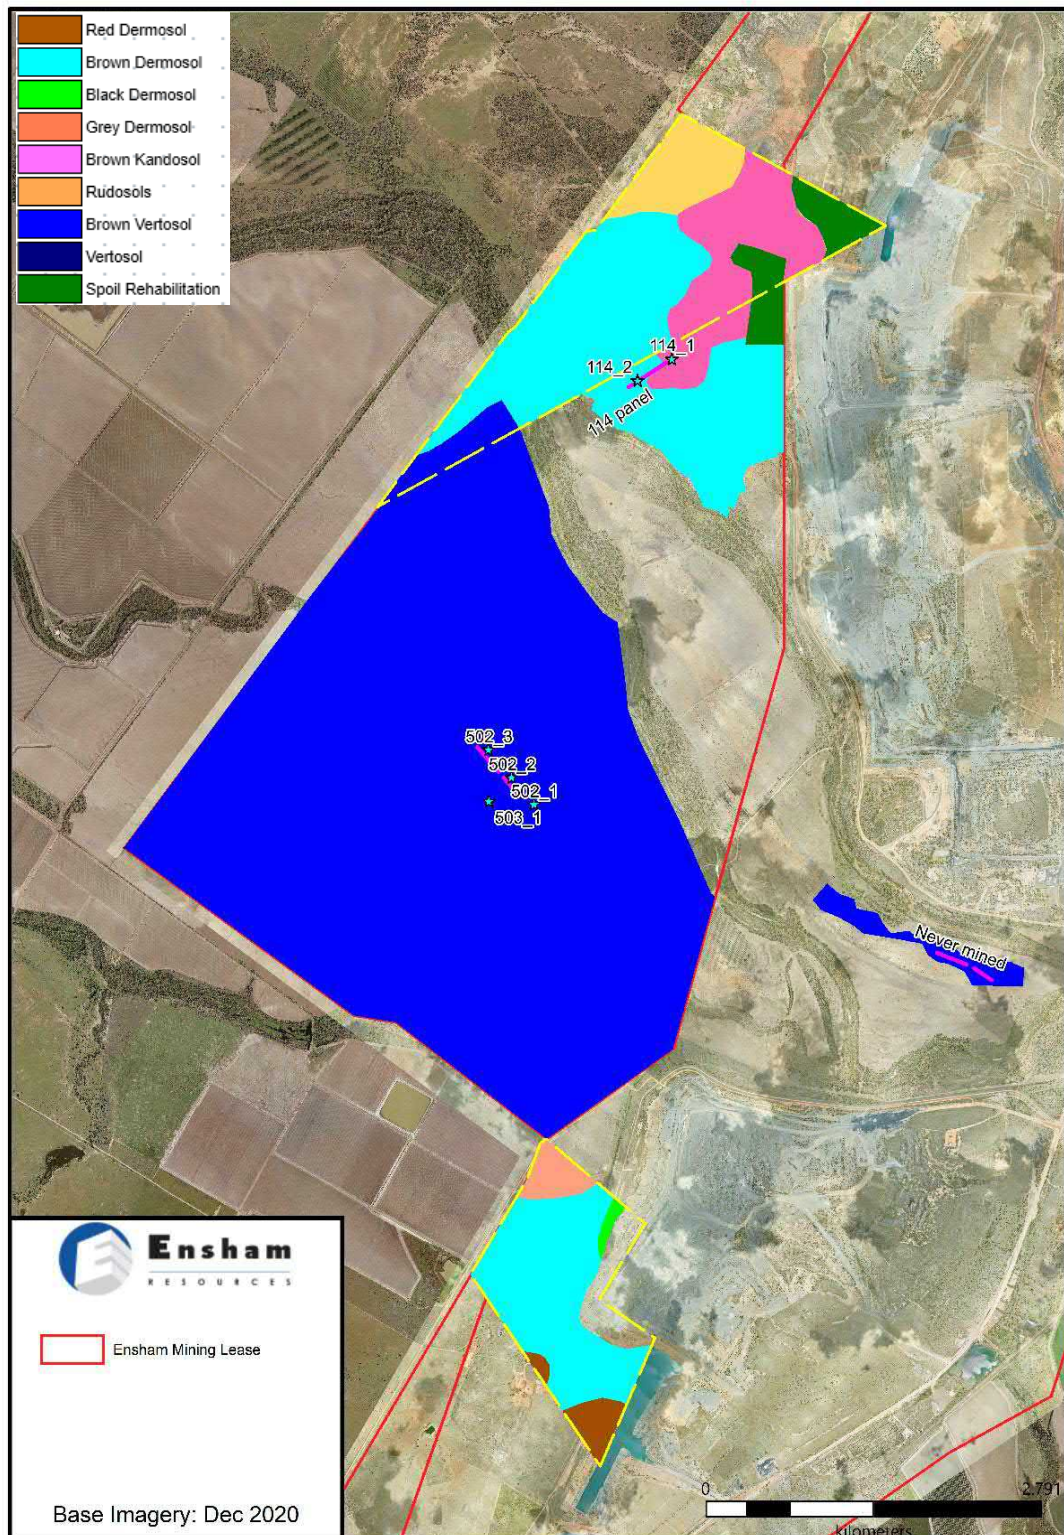 Red Dermosol
Brown Dermosol
Black Dermosol
Grey Dermosol
Brown Kandosol
Rudosols
Brown Vertosol
Vertosol
Spoil Rehabilitation
114_1
114_2
114 panel
502_3
502_2
502_1
503_1
Never mined
Ensham
RESOURCES
Ensham Mining Lease
Base Imagery: Dec 2020
0
2.791
kilometers